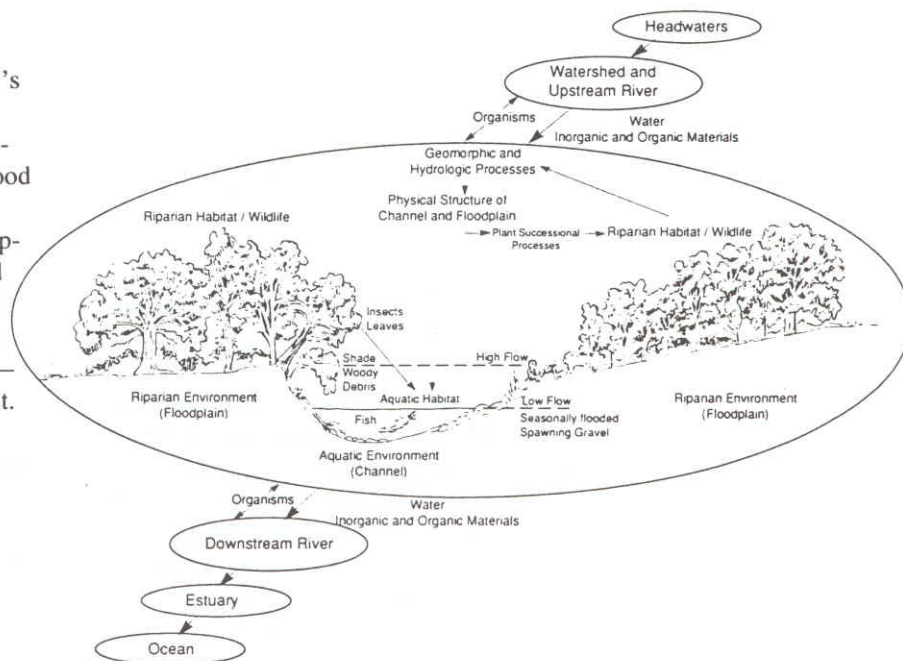 's
-
ood
p-
d
—
t.
Headwaters
Watershed and
Upstream River
Organisms
Water
Inorganic and Organic Materials
Geomorphic and
Hydrologic Processes
Physical Structure of
Channel and Floodplain
Plant Successional
Processes
Riparian Habitat / Wildlife
Riparian Habitat / Wildlife
Insects
Leaves
Shade
Woody
Debris
High Flow
Aquatic Habitat
Low Flow
Fish
Seasonally flooded
Spawning Gravel
Riparian Environment
(Floodplain)
Riparian Environment
(Floodplain)
Aquatic Environment
(Channel)
Organisms
Water
Inorganic and Organic Materials
Downstream River
Estuary
Ocean